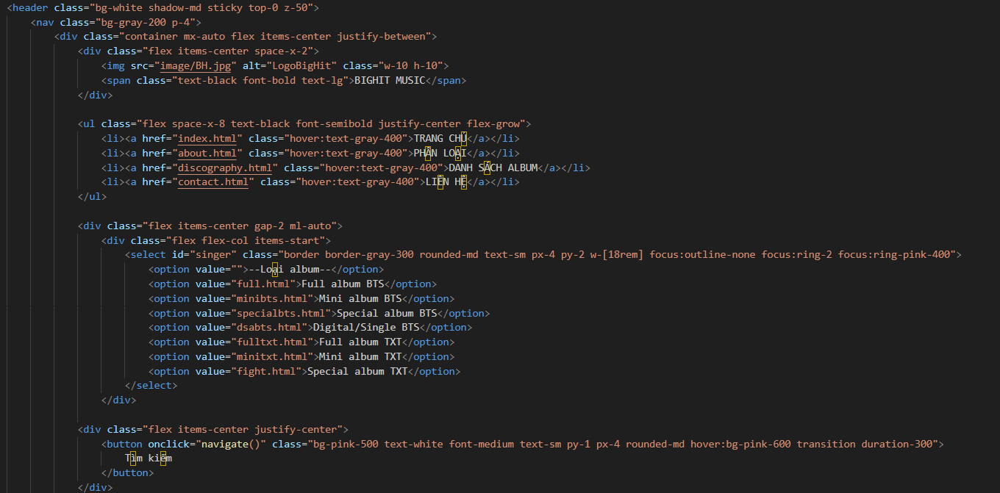 <header class="bg-white shadow-md sticky top-0 z-50">
<nav class="bg-gray-200 p-4">
<div class="container mx-auto flex items-center justify-between">
<div class="flex items-center space-x-2">
<img src="image/BH.jpg" alt="LogoBigHit" class="w-10 h-10">
<span class="text-black font-bold text-lg">BIGHIT MUSIC</span>
</div>
<ul class="flex space-x-8 text-black font-semibold justify-center flex-grow">
<li><a href="index.html" class="hover:text-gray-400">TRANG CHỦ</a></li>
<li><a href="about.html" class="hover:text-gray-400">PHÂN LOẠI</a></li>
<li><a href="discography.html" class="hover:text-gray-400">DANH SÁCH ALBUM</a></li>
<li><a href="contact.html" class="hover:text-gray-400">LIÊN HỆ</a></li>
</ul>
<div class="flex items-center gap-2 ml-auto">
<div class="flex flex-col items-start">
<select id="singer" class="border border-gray-300 rounded-md text-sm px-4 py-2 w-[18rem] focus:outline-none focus:ring-2 focus:ring-pink-400">
<option value="">--Loại album--</option>
<option value="full.html">Full album BTS</option>
<option value="minibts.html">Mini album BTS</option>
<option value="specialbts.html">Special album BTS</option>
<option value="dsabts.html">Digital/Single BTS</option>
<option value="fulltxt.html">Full album TXT</option>
<option value="minitxt.html">Mini album TXT</option>
<option value="fight.html">Special album TXT</option>
</select>
</div>
<div class="flex items-center justify-center">
<button onclick="navigate()" class="bg-pink-500 text-white font-medium text-sm py-1 px-4 rounded-md hover:bg-pink-600 transition duration-300">
Tìm kiếm
</button>
</div>